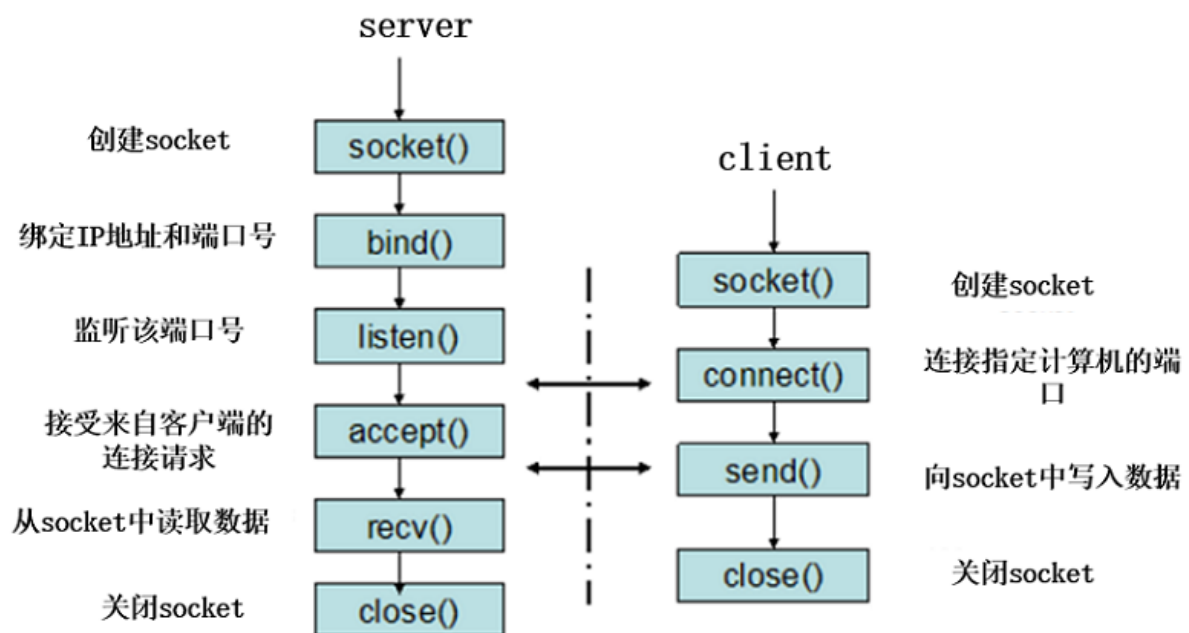 server
创建socket
socket()
绑定IP地址和端口号
bind()
监听该端口号
listen()
接受来自客户端的
连接请求
accept()
从socket中读取数据
recv()
关闭socket
close()
client
socket()
创建socket
connect()
连接指定计算机的端
口
send()
向socket中写入数据
close()
关闭socket